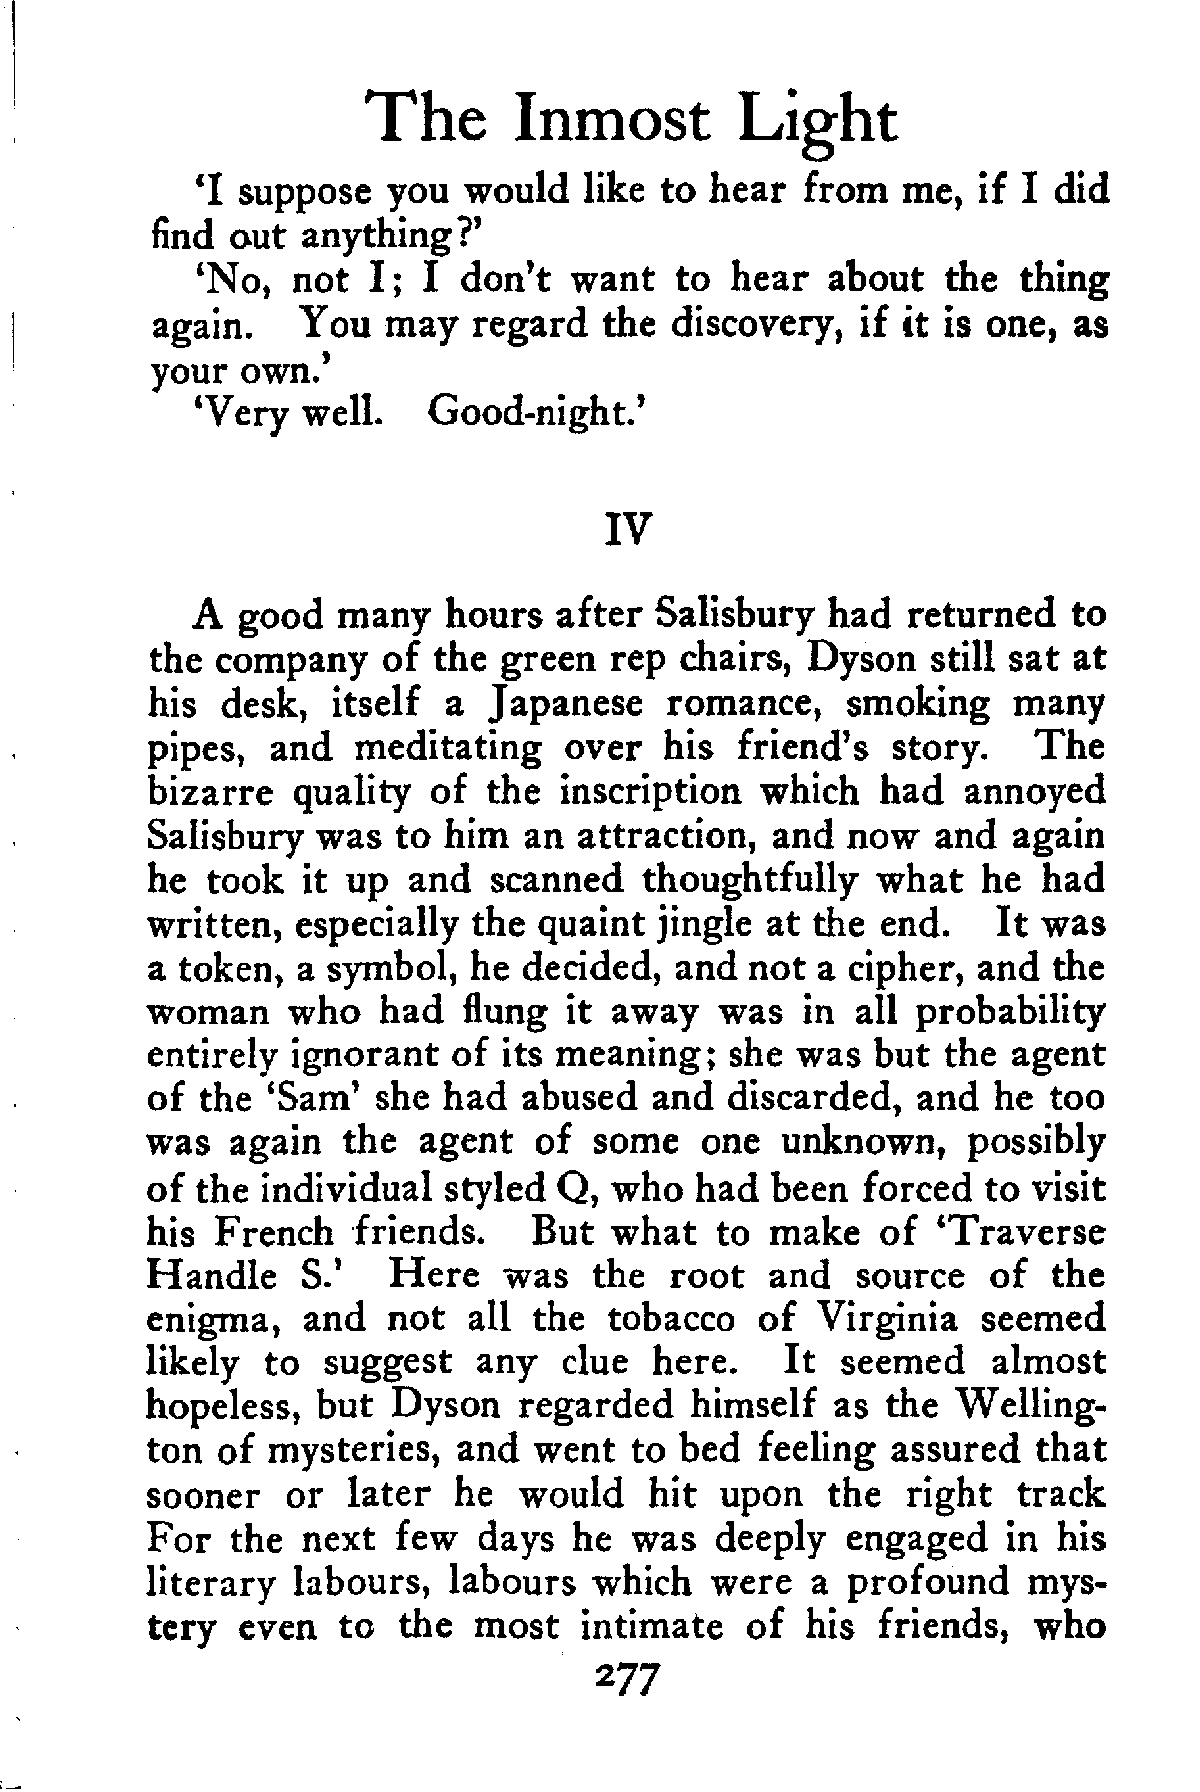 The Inmost Light
‘I suppose you would like to hear from me, if I did
find out anything?’
‘No, not I; I don’t want to hear about the thing
again. You may regard the discovery, if it is one, as
your own.’
‘Very well. Good-night.’
IV
A good many hours after Salisbury had returned to
the company of the green rep chairs, Dyson still sat at
his desk, itself a Japanese romance, smoking many
pipes, and meditating over his friend’s story. The
bizarre quality of the inscription which had annoyed
Salisbury was to him an attraction, and now and again
he took it up and scanned thoughtfully what he had
written, especially the quaint jingle at the end. It was
a token, a symbol, he decided, and not a cipher, and the
woman who had flung it away was in all probability
entirely ignorant of its meaning; she was but the agent
of the ‘Sam’ she had abused and discarded, and he too
was again the agent of some one unknown, possibly
of the individual styled Q, who had been forced to visit
his French friends. But what to make of ‘Traverse
Handle S.’ Here was the root and source of the
enigma, and not all the tobacco of Virginia seemed
likely to suggest any clue here. It seemed almost
hopeless, but Dyson regarded himself as the Welling-
ton of mysteries, and went to bed feeling assured that
sooner or later he would hit upon the right track
For the next few days he was deeply engaged in his
literary labours, labours which were a profound mys-
tery even to the most intimate of his friends, who
277